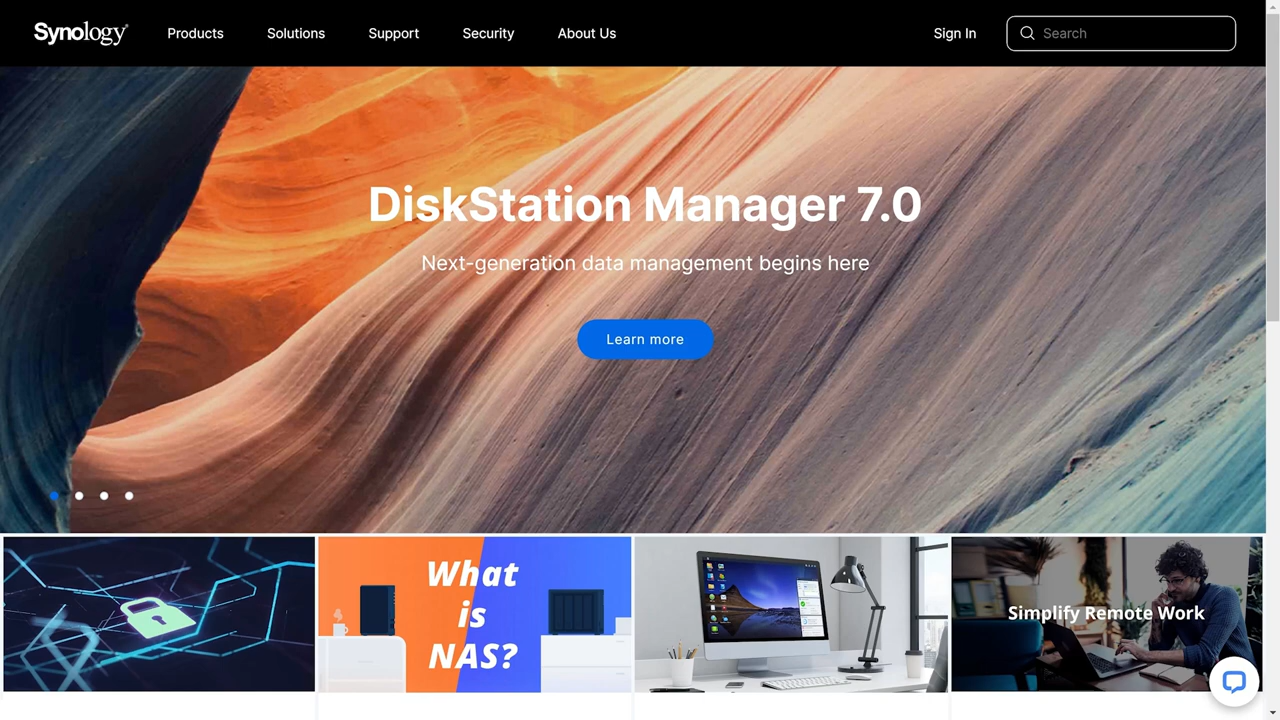 Synology
Products
Solutions
Support
Security
About Us
Sign In
Search
DiskStation Manager 7.0
Next-generation data management begins here
Learn more
What
is
NAS?
Simplify Remote Work